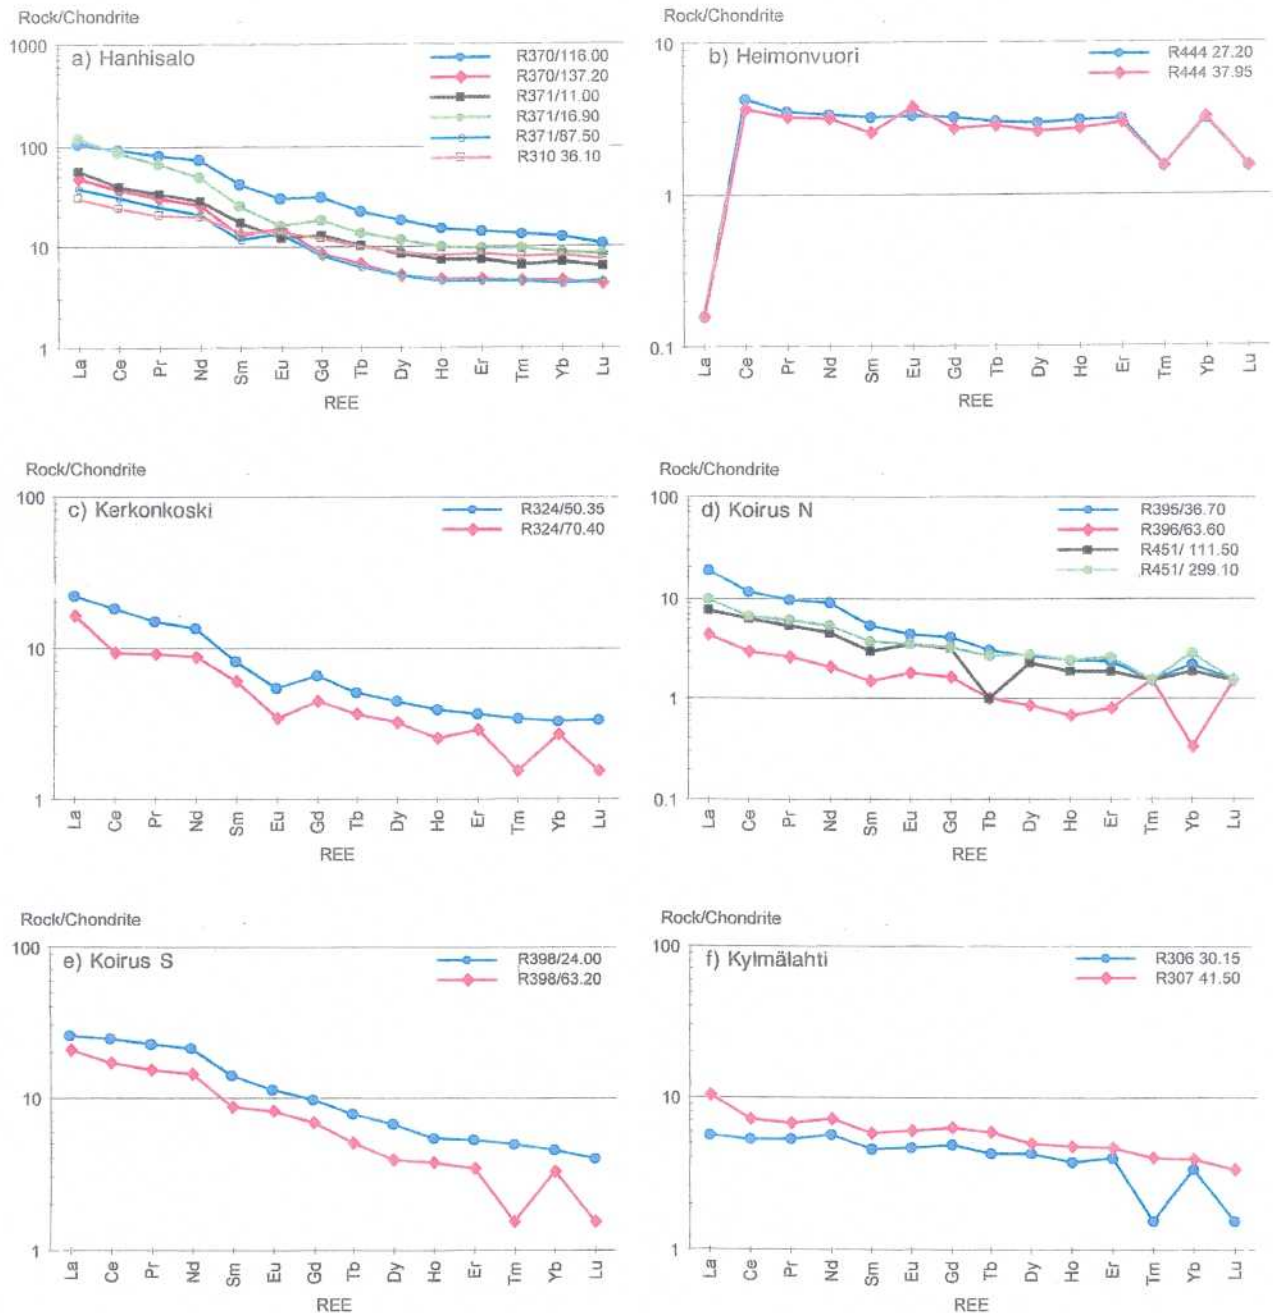 Rock/Chondrite
1000
100
10
1
a) Hanhisalo
R370/116.00
R370/137.20
R371/11.00
R371/16.90
R371/87.50
R310 36.10
La Ce Pr Nd Sm Eu Gd Tb Dy Ho Er Tm Yb Lu
REE
Rock/Chondrite
10
1
0.1
b) Heimonvuori
R444 27.20
R444 37.95
La Ce Pr Nd Sm Eu Gd Tb Dy Ho Er Tm Yb Lu
REE
Rock/Chondrite
100
10
1
c) Kerkonkoski
R324/50.35
R324/70.40
La Ce Pr Nd Sm Eu Gd Tb Dy Ho Er Tm Yb Lu
REE
Rock/Chondrite
100
10
1
0.1
d) Koirus N
R395/36.70
R396/63.60
R451/ 111.50
R451/ 299.10
La Ce Pr Nd Sm Eu Gd Tb Dy Ho Er Tm Yb Lu
REE
Rock/Chondrite
100
10
1
e) Koirus S
R398/24.00
R398/63.20
La Ce Pr Nd Sm Eu Gd Tb Dy Ho Er Tm Yb Lu
REE
Rock/Chondrite
100
10
1
f) Kylmälahti
R306 30.15
R307 41.50
La Ce Pr Nd Sm Eu Gd Tb Dy Ho Er Tm Yb Lu
REE